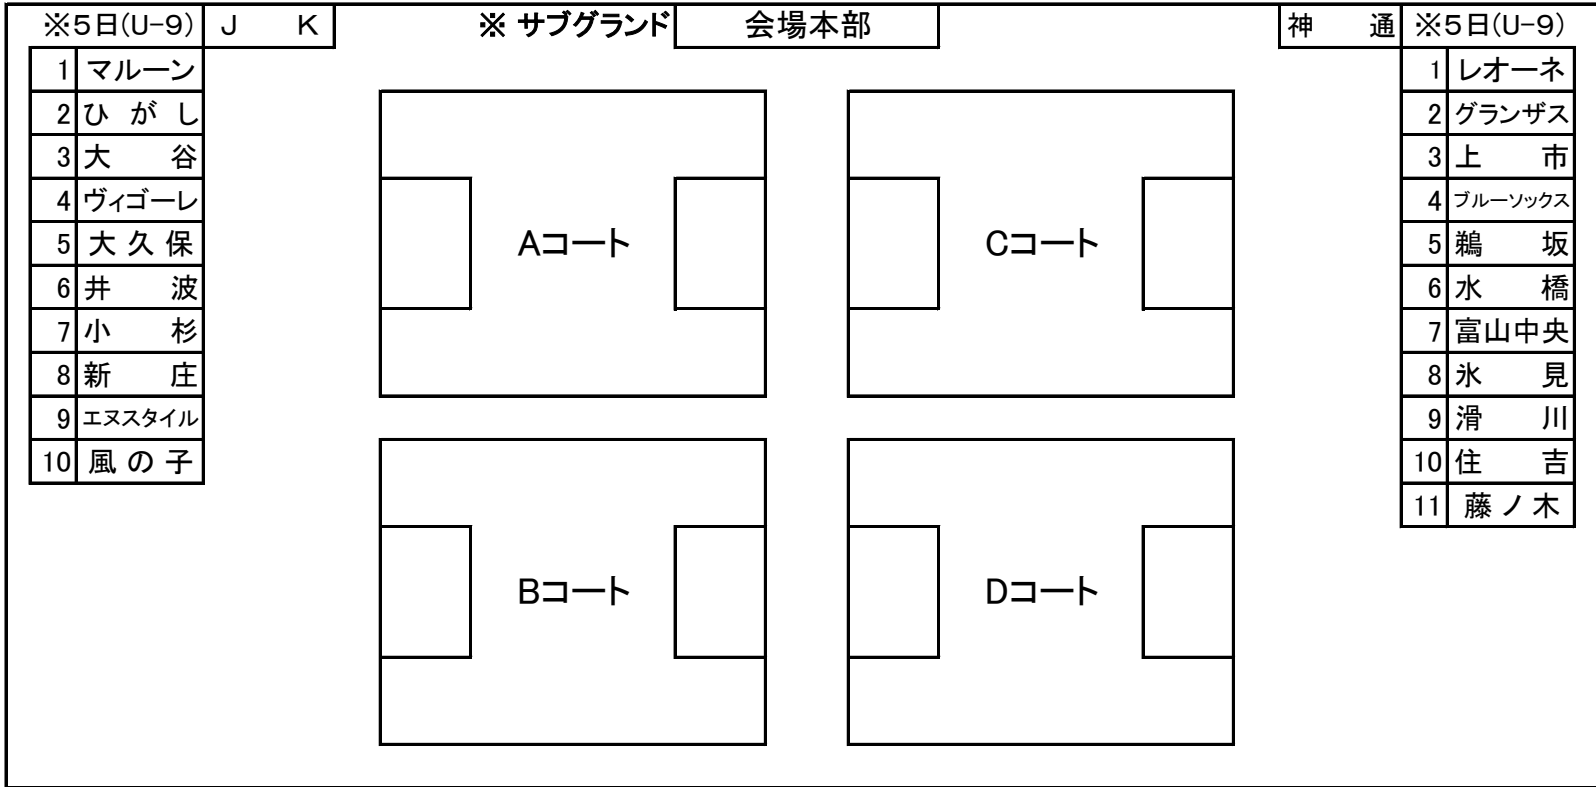 ※5日(U-9) J K ※ サブグランド 会場本部 神 通 ※5日(U-9)
1 マルーン
2 ひ が し
3 大 谷
4 ヴィゴーレ
5 大 久 保
6 井 波
7 小 杉
8 新 庄
9 エヌスタイル
10 風 の 子
Aコート
Cコート
Bコート
Dコート
1 レオーネ
2 グランザス
3 上 市
4 ブルーソックス
5 鵜 坂
6 水 橋
7 富山中央
8 氷 見
9 滑 川
10 住 吉
11 藤 ノ 木